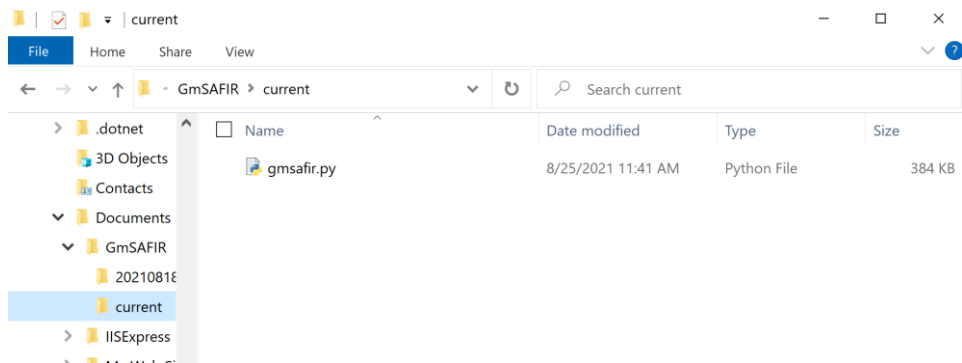 current
File Home Share View
GmSAFIR current Search current
.dotnet
Name Date modified Type Size
3D Objects
gmsafir.py 8/25/2021 11:41 AM Python File 384 KB
Contacts
Documents
GmSAFIR
20210818
current
IISExpress